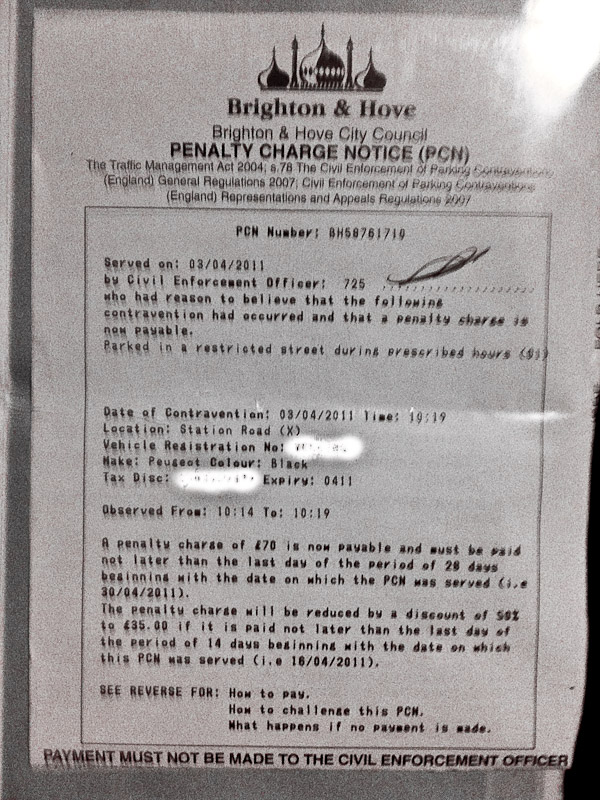 Brighton & Hove
Brighton & Hove City Council
PENALTY CHARGE NOTICE (PCN)
The Traffic Management Act 2004; s.78 The Civil Enforcement of Parking Contraventions
(England) General Regulations 2007; Civil Enforcement of Parking Contraventions
(England) Representations and Appeals Regulations 2007
PCN Number: BH58761710
Served on: 03/04/2011
by Civil Enforcement Officer: 725
who had reason to believe that the following
contravention had occurred and that a penalty charge is
now payable.
Parked in a restricted street during prescribed hours
Date of Contravention: 03/04/2011 Time: 10:19
Location: Station Road (X)
Vehicle Registration No:
Make: Peugeot Colour: Black
Tax Disc: Expiry: 0411
Observed From: 10:14 To: 10:19
A penalty charge of £70 is now payable and must be paid
not later than the last day of the period of 28 days
beginning with the date on which the PCN was served (i.e
30/04/2011).
The penalty charge will be reduced by a discount of 50%
to £35.00 if it is paid not later than the last day of
the period of 14 days beginning with the date on which
this PCN was served (i.e 16/04/2011).
SEE REVERSE FOR: How to pay.
How to challenge this PCN.
What happens if no payment is made.
PAYMENT MUST NOT BE MADE TO THE CIVIL ENFORCEMENT OFFICER